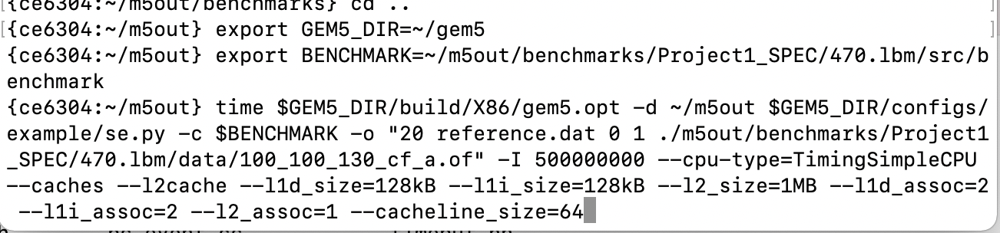 {ce6304:~/m5out/benchmarks} cd ..
[{ce6304:~/m5out} export GEM5_DIR=~/gem5 ]
{ce6304:~/m5out} export BENCHMARK=~/m5out/benchmarks/Project1_SPEC/470.lbm/src/b
enchmark
{ce6304:~/m5out} time $GEM5_DIR/build/X86/gem5.opt -d ~/m5out $GEM5_DIR/configs/
example/se.py -c $BENCHMARK -o "20 reference.dat 0 1 ./m5out/benchmarks/Project1
_SPEC/470.lbm/data/100_100_130_cf_a.of" -I 500000000 --cpu-type=TimingSimpleCPU
--caches --l2cache --l1d_size=128kB --l1i_size=128kB --l2_size=1MB --l1d_assoc=2
 --l1i_assoc=2 --l2_assoc=1 --cacheline_size=64